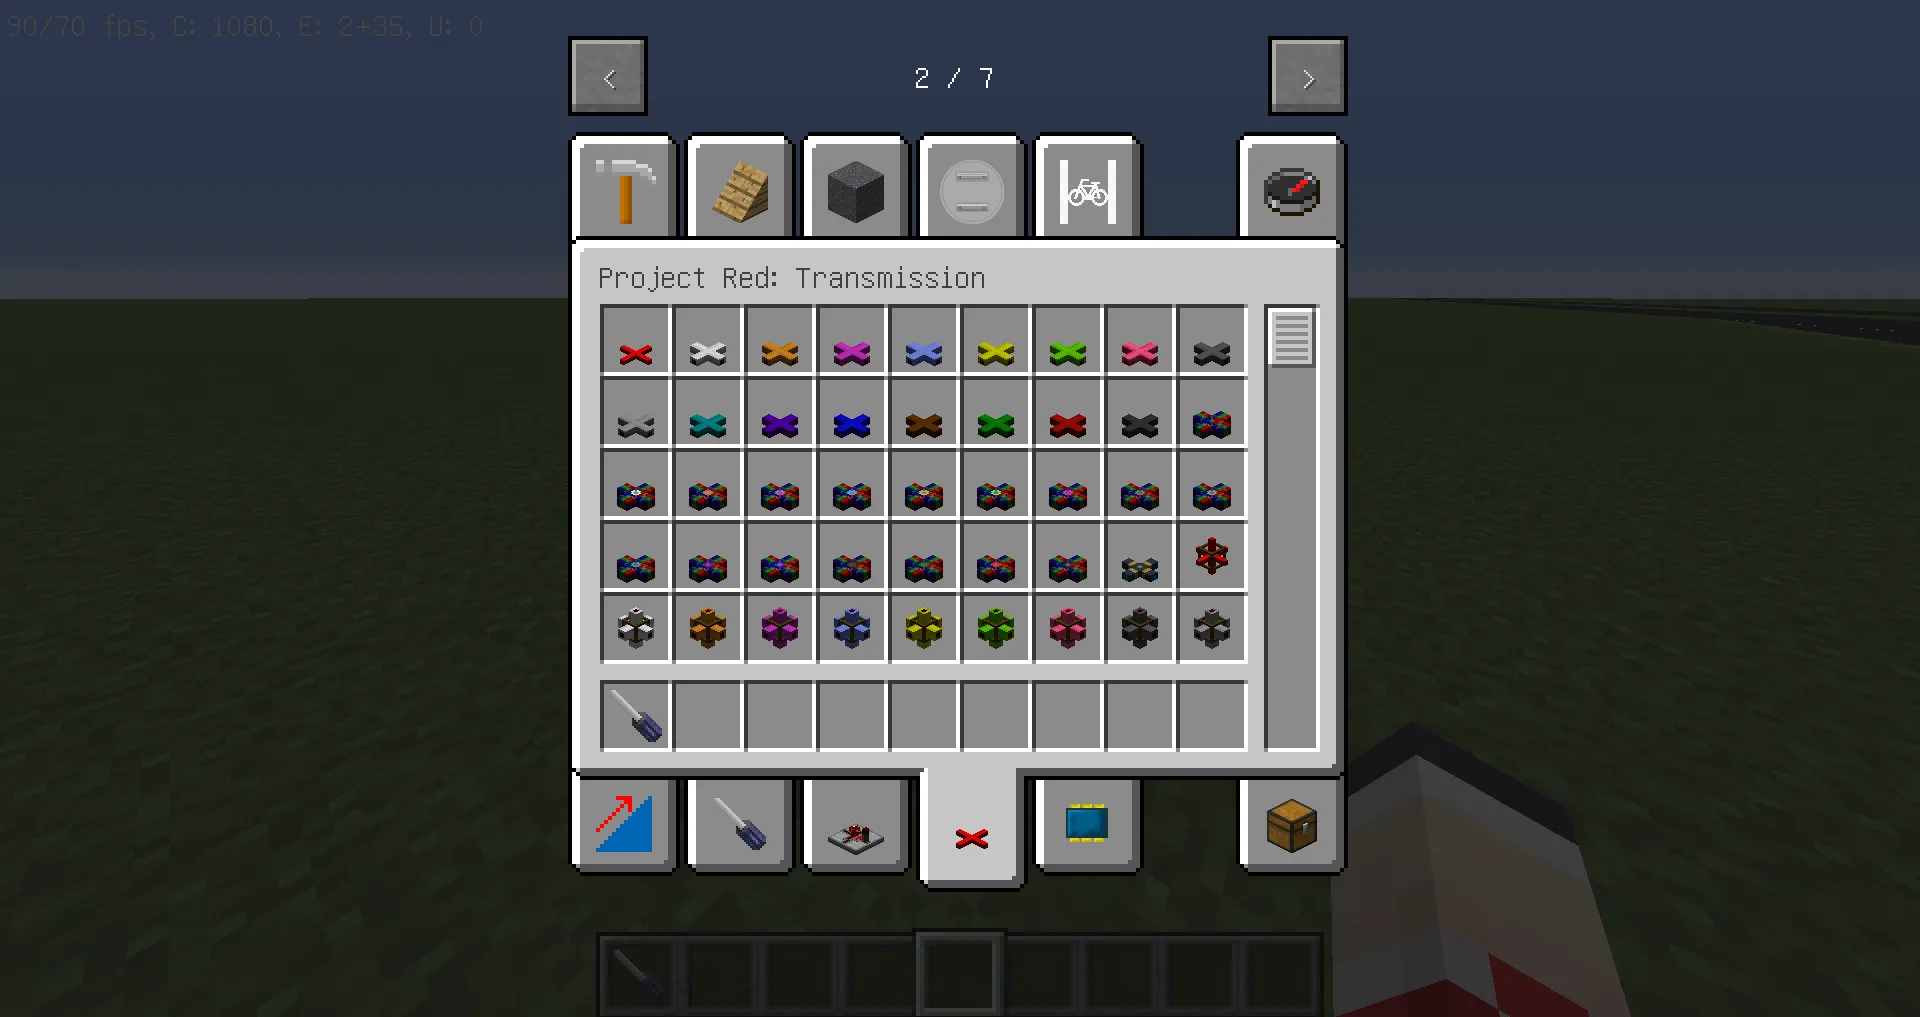 90/70 fps, C: 1080, E: 2+35, U: 0
<
2 / 7
>
Project Red: Transmission